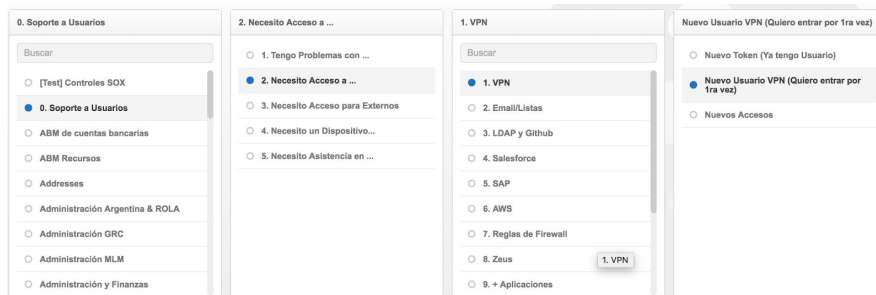 0. Soporte a Usuarios
Buscar
[Test] Controles SOX
0. Soporte a Usuarios
ABM de cuentas bancarias
ABM Recursos
Addresses
Administración Argentina & ROLA
Administración GRC
Administración MLM
Administración y Finanzas
2. Necesito Acceso a ...
1. Tengo Problemas con ...
2. Necesito Acceso a ...
3. Necesito Acceso para Externos
4. Necesito un Dispositivo...
5. Necesito Asistencia en ...
1. VPN
Buscar
1. VPN
2. Email/Listas
3. LDAP y Github
4. Salesforce
5. SAP
6. AWS
7. Reglas de Firewall
8. Zeus
1. VPN
9. + Aplicaciones
Nuevo Usuario VPN (Quiero entrar por 1ra vez)
Nuevo Token (Ya tengo Usuario)
Nuevo Usuario VPN (Quiero entrar por
1ra vez)
Nuevos Accesos